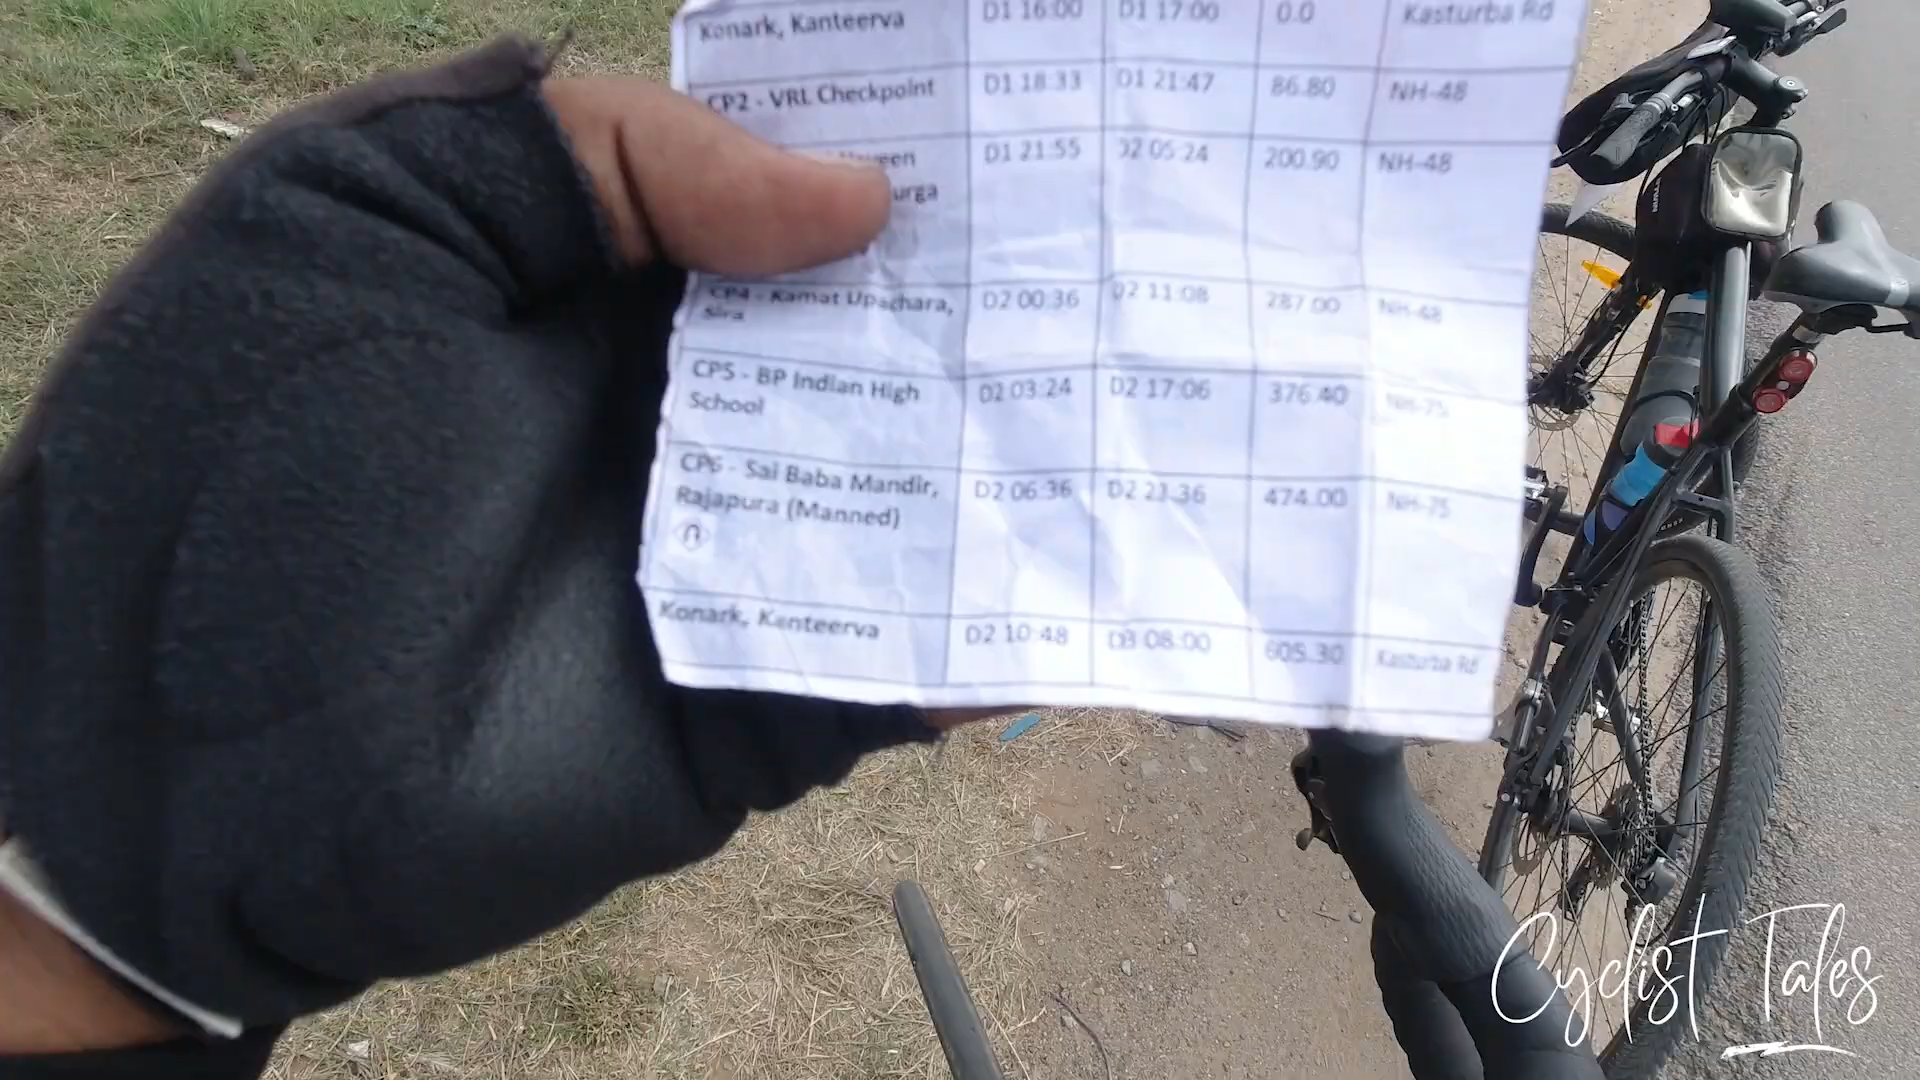 Konark, Kanteerva D1 16:00 D1 17:00 0.0 Kasturba Rd
CP2 - VRL Checkpoint D1 18:33 D1 21:47 86.80 NH-48
D1 21:55 D2 05:24 200.90 NH-48
urga
CP4 - Kamat Upachara, D2 00:36 D2 11:08 287.00 NH-48
Sira
CP5 - BP Indian High D2 03:24 D2 17:06 376.40 NH-75
School
CP6 - Sai Baba Mandir, D2 06:36 D2 23:36 474.00 NH-75
Rajapura (Manned)
Konark, Kanteerva D2 10:48 D3 08:00 605.30 Kasturba Rd
Cyclist Tales